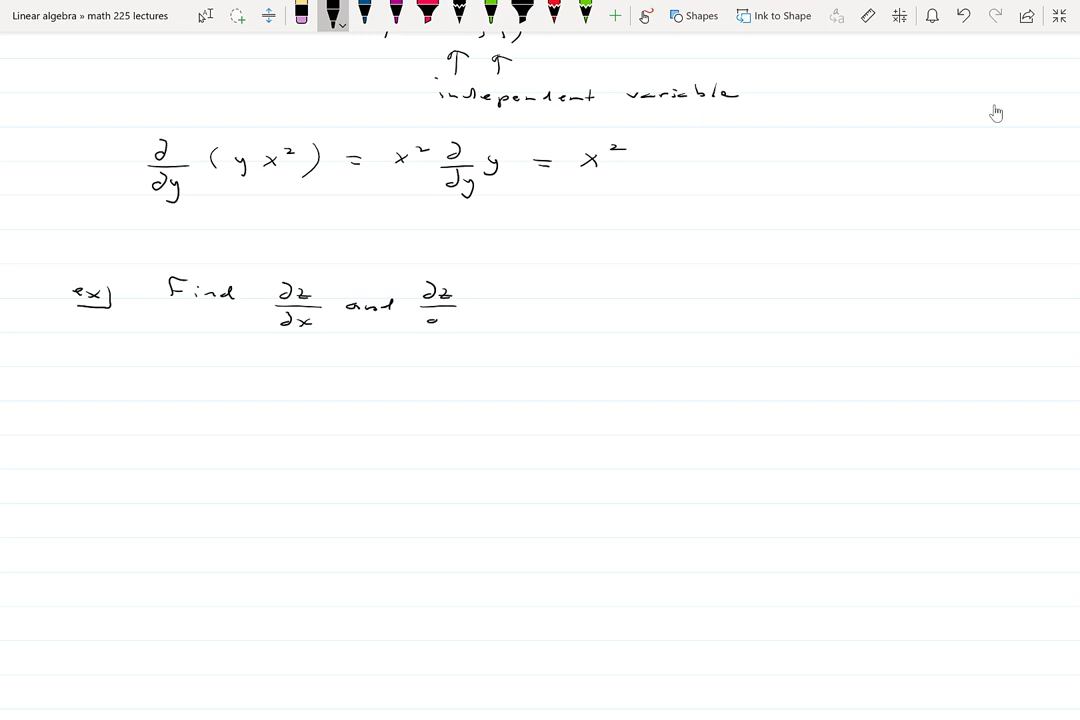 Linear algebra » math 225 lectures Shapes Ink to Shape
↑ ↑
independent variable
∂/∂y (y x²) = x² ∂/∂y y = x²
ex) Find ∂z/∂x and ∂z/